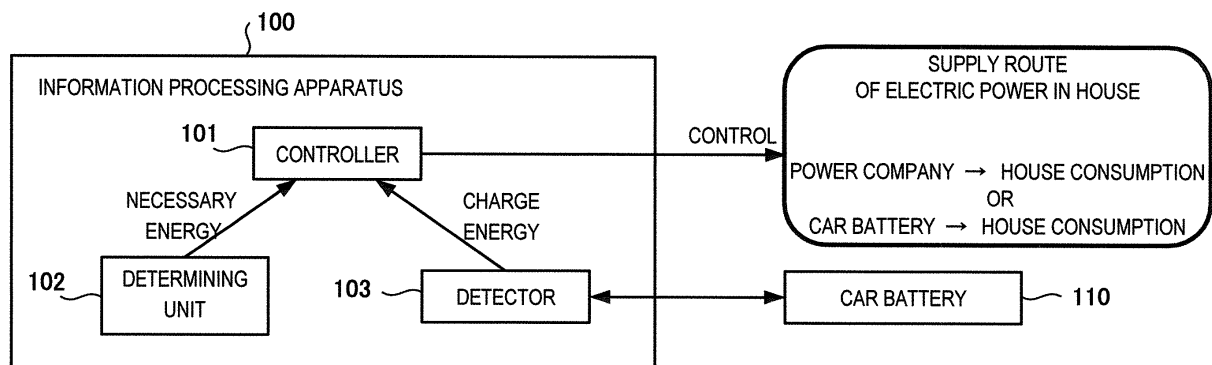 100
INFORMATION PROCESSING APPARATUS
101
CONTROLLER
NECESSARY
ENERGY
CHARGE
ENERGY
102
DETERMINING
UNIT
103
DETECTOR
CONTROL
SUPPLY ROUTE
OF ELECTRIC POWER IN HOUSE
POWER COMPANY → HOUSE CONSUMPTION
OR
CAR BATTERY → HOUSE CONSUMPTION
CAR BATTERY
110